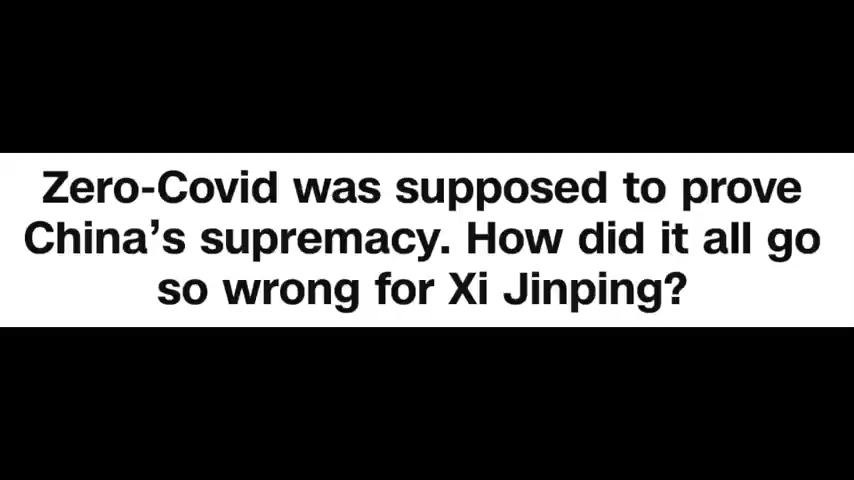 Zero-Covid was supposed to prove
China’s supremacy. How did it all go
so wrong for Xi Jinping?